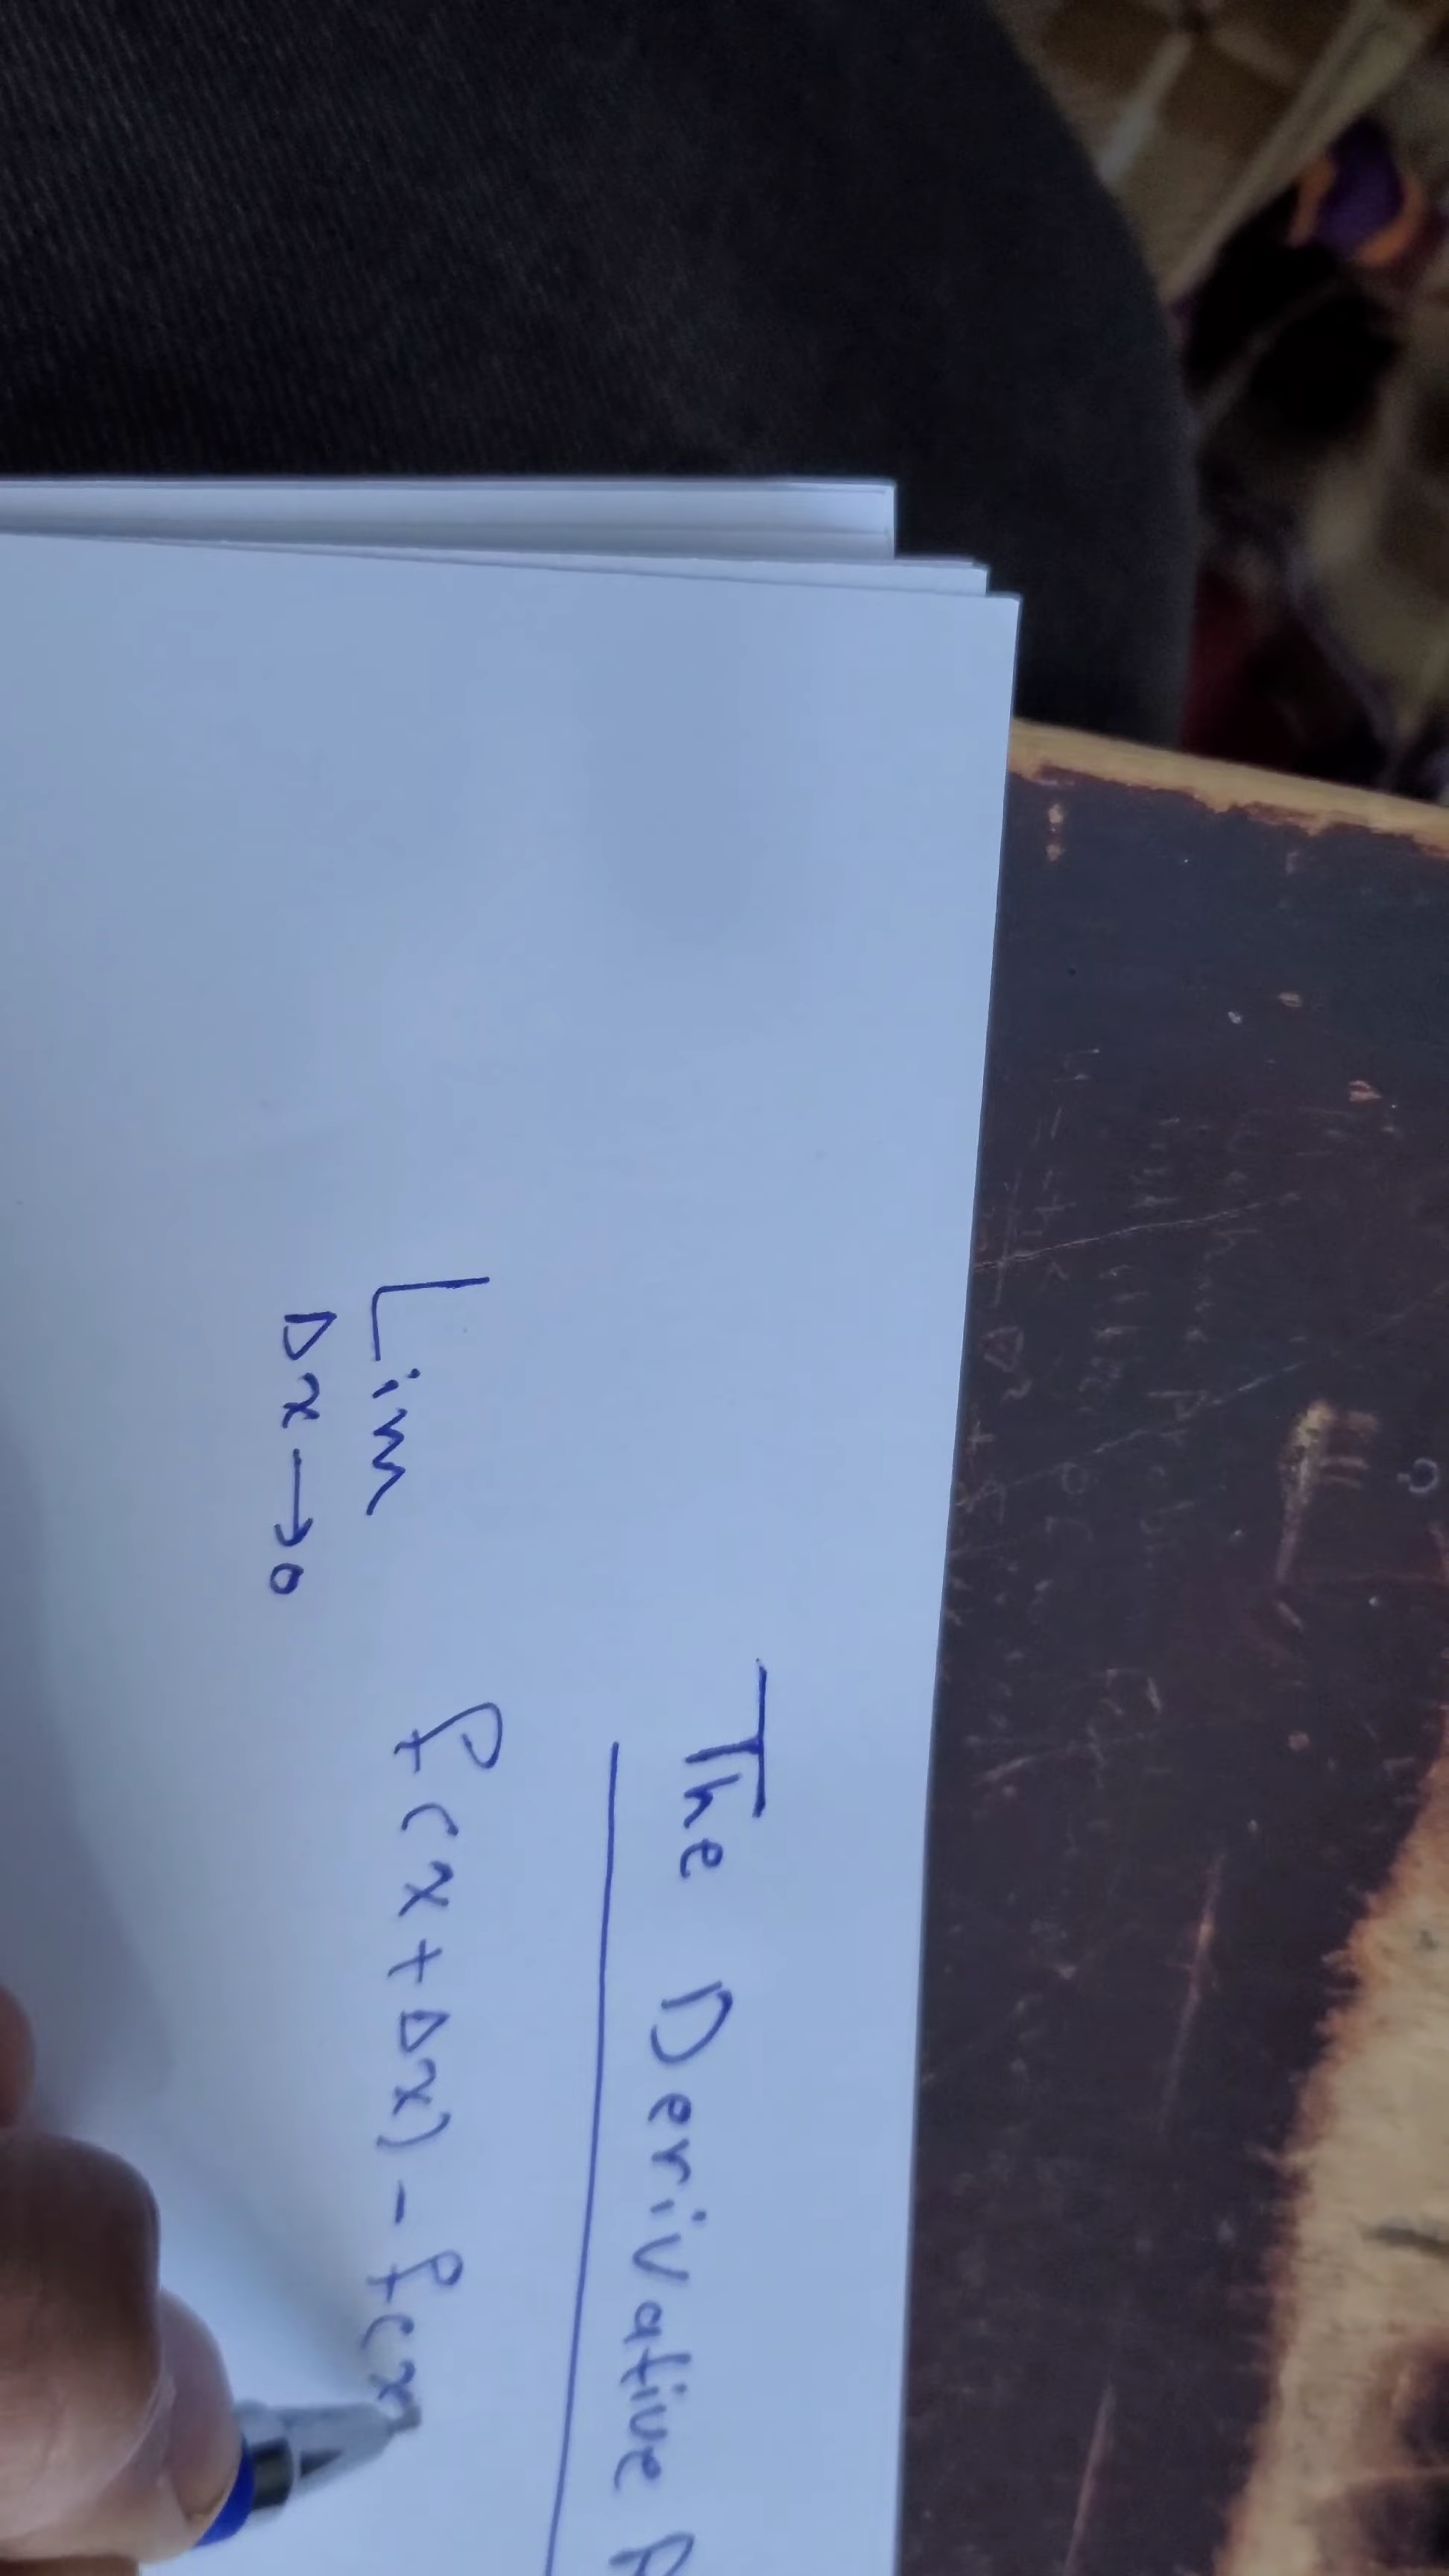 The Derivative
Lim f(x+Δx) - f(x
Δx → 0